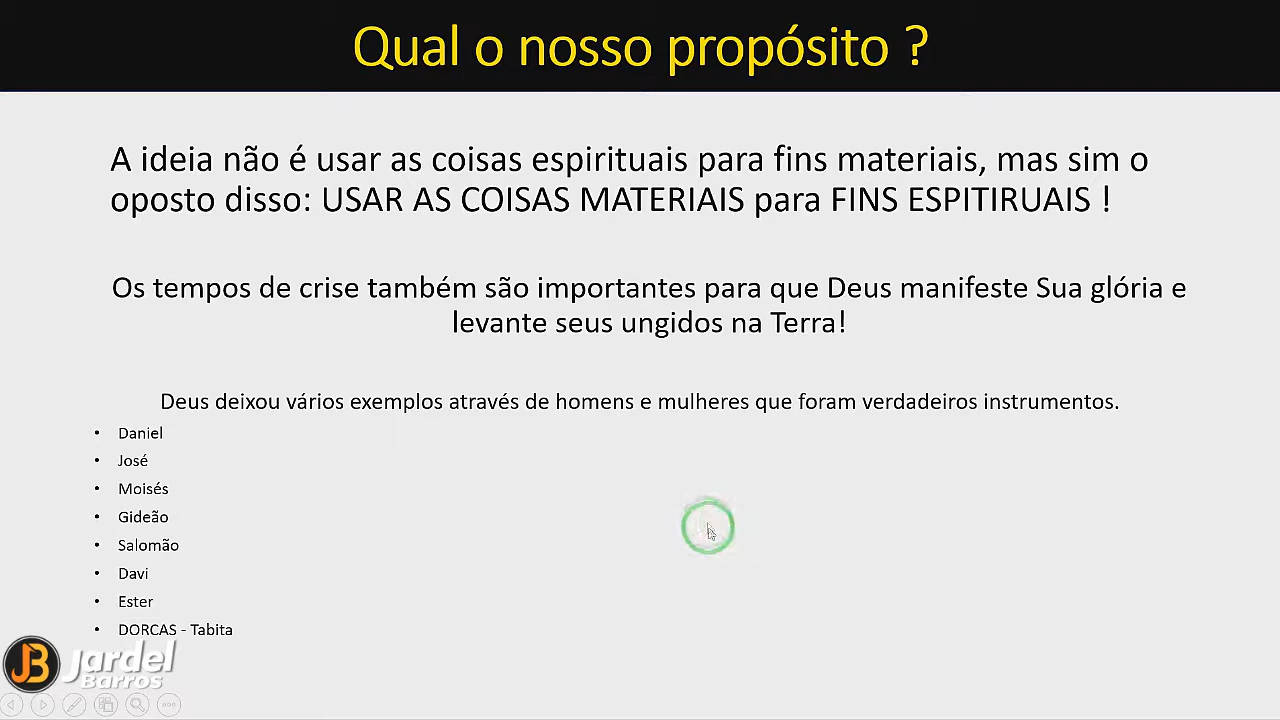 Qual o nosso propósito ?
A ideia não é usar as coisas espirituais para fins materiais, mas sim o
oposto disso: USAR AS COISAS MATERIAIS para FINS ESPITIRUAIS !
Os tempos de crise também são importantes para que Deus manifeste Sua glória e
levante seus ungidos na Terra!
Deus deixou vários exemplos através de homens e mulheres que foram verdadeiros instrumentos.
• Daniel
• José
• Moisés
• Gideão
• Salomão
• Davi
• Ester
• DORCAS - Tabita
JB Jardel
Barros